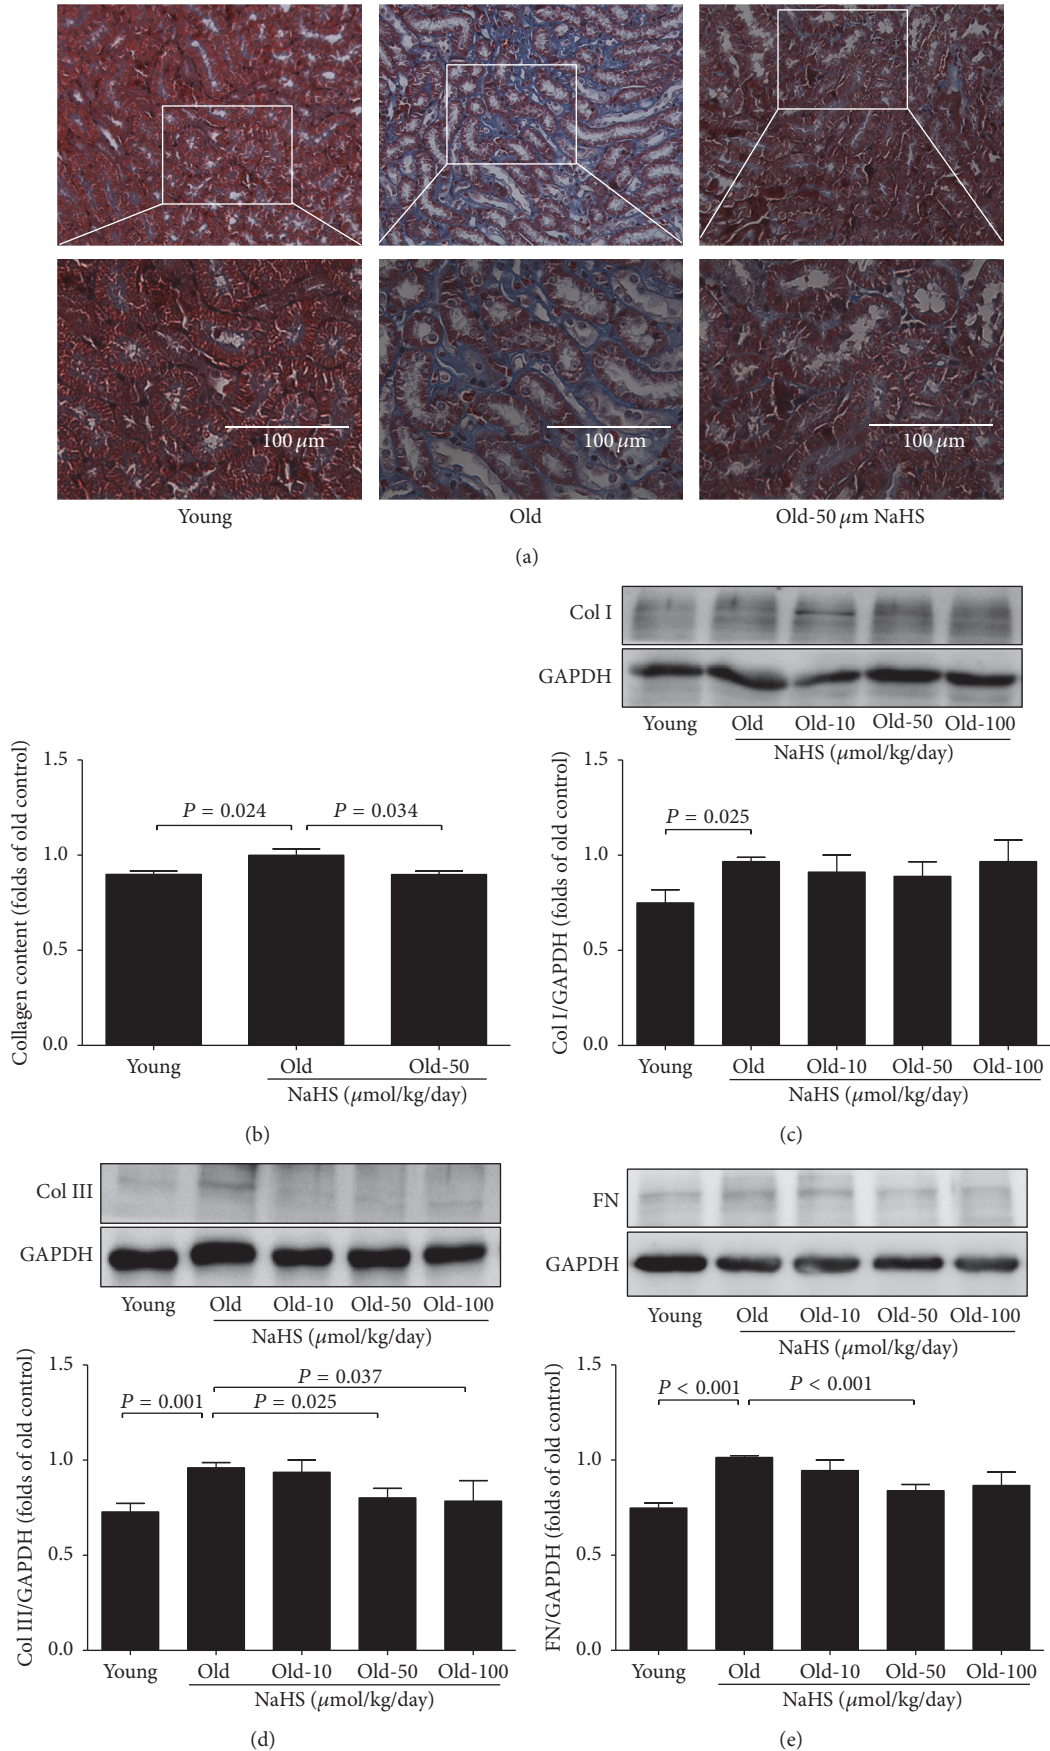 100 μm
100 μm
100 μm
Young
Old
Old-50 μm NaHS
(a)
Col I
GAPDH
Young
Old
Old-10
Old-50
Old-100
NaHS (μmol/kg/day)
Collagen content (folds of old control)
1.5
1.0
0.5
0.0
P = 0.024
P = 0.034
Young
Old
Old-50
NaHS (μmol/kg/day)
(b)
Col I/GAPDH (folds of old control)
1.5
1.0
0.5
0.0
P = 0.025
Young
Old
Old-10
Old-50
Old-100
NaHS (μmol/kg/day)
(c)
Col III
GAPDH
Young
Old
Old-10
Old-50
Old-100
NaHS (μmol/kg/day)
Col III/GAPDH (folds of old control)
1.5
1.0
0.5
0.0
P = 0.037
P = 0.001
P = 0.025
Young
Old
Old-10
Old-50
Old-100
NaHS (μmol/kg/day)
(d)
FN
GAPDH
Young
Old
Old-10
Old-50
Old-100
NaHS (μmol/kg/day)
FN/GAPDH (folds of old control)
1.5
1.0
0.5
0.0
P < 0.001
P < 0.001
Young
Old
Old-10
Old-50
Old-100
NaHS (μmol/kg/day)
(e)